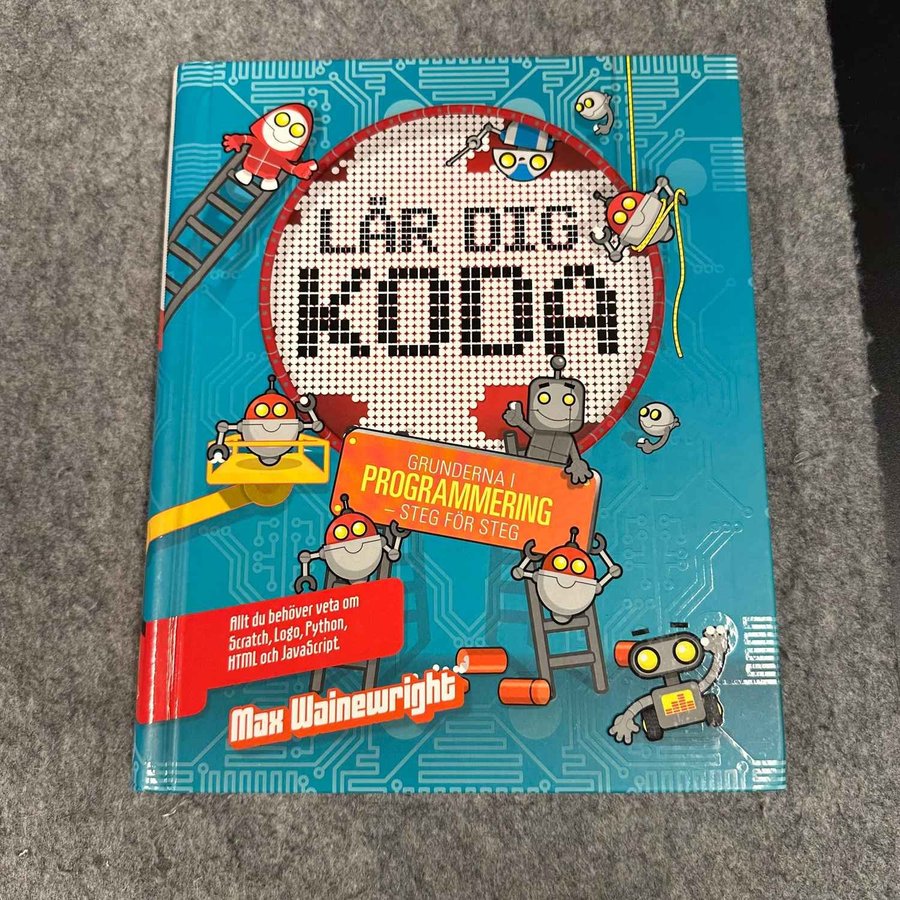 LÄR DIG
KODA
GRUNDERNA I
PROGRAMMERING
– STEG FÖR STEG
Allt du behöver veta om
Scratch, Logo, Python,
HTML och JavaScript.
Max Wainewright